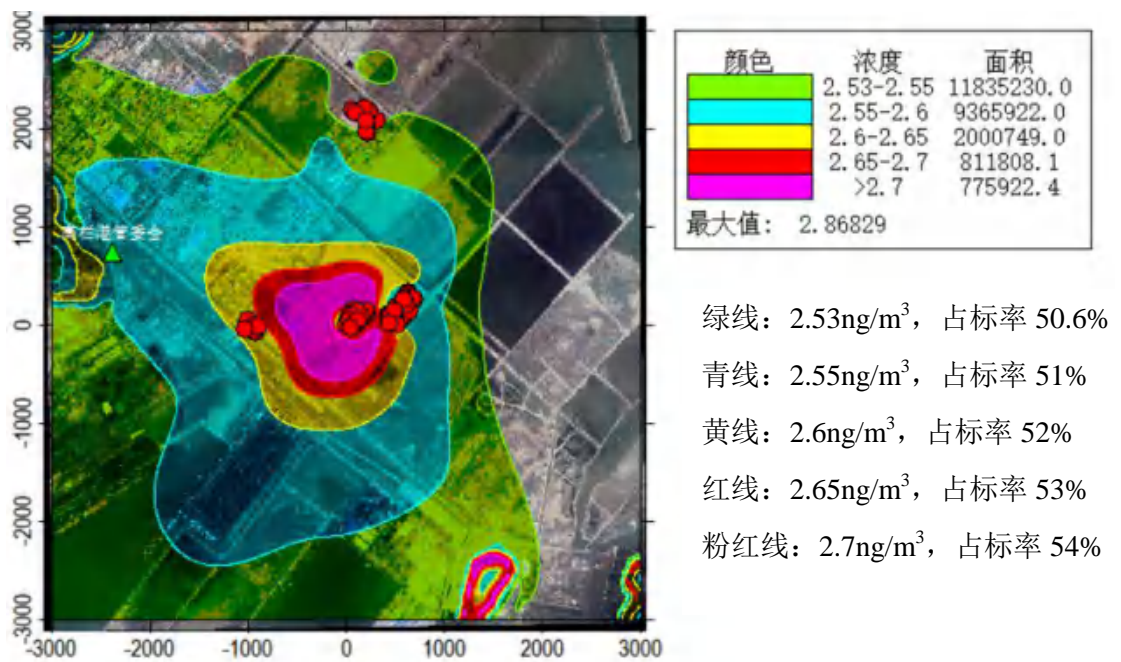 颜色 浓度 面积
2.53-2.55 11835230.0
2.55-2.6 9365922.0
2.6-2.65 2000749.0
2.65-2.7 811808.1
>2.7 775922.4
最大值: 2.86829
绿线：2.53ng/m³，占标率 50.6%
青线：2.55ng/m³，占标率 51%
黄线：2.6ng/m³，占标率 52%
红线：2.65ng/m³，占标率 53%
粉红线：2.7ng/m³，占标率 54%
3000
2000
1000
栏港管委会
0
-1000
-2000
-3000
-3000 -2000 -1000 0 1000 2000 3000